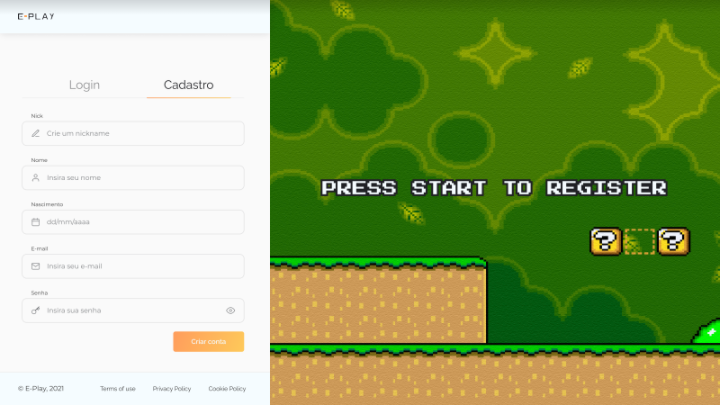 E-PLAY
Login Cadastro
Nick
Crie um nickname
Nome
Insira seu nome
Nascimento
dd/mm/aaaa
E-mail
Insira seu e-mail
Senha
Insira sua senha
Criar conta
© E-Play, 2021 Terms of use Privacy Policy Cookie Policy
PRESS START TO REGISTER
? ?